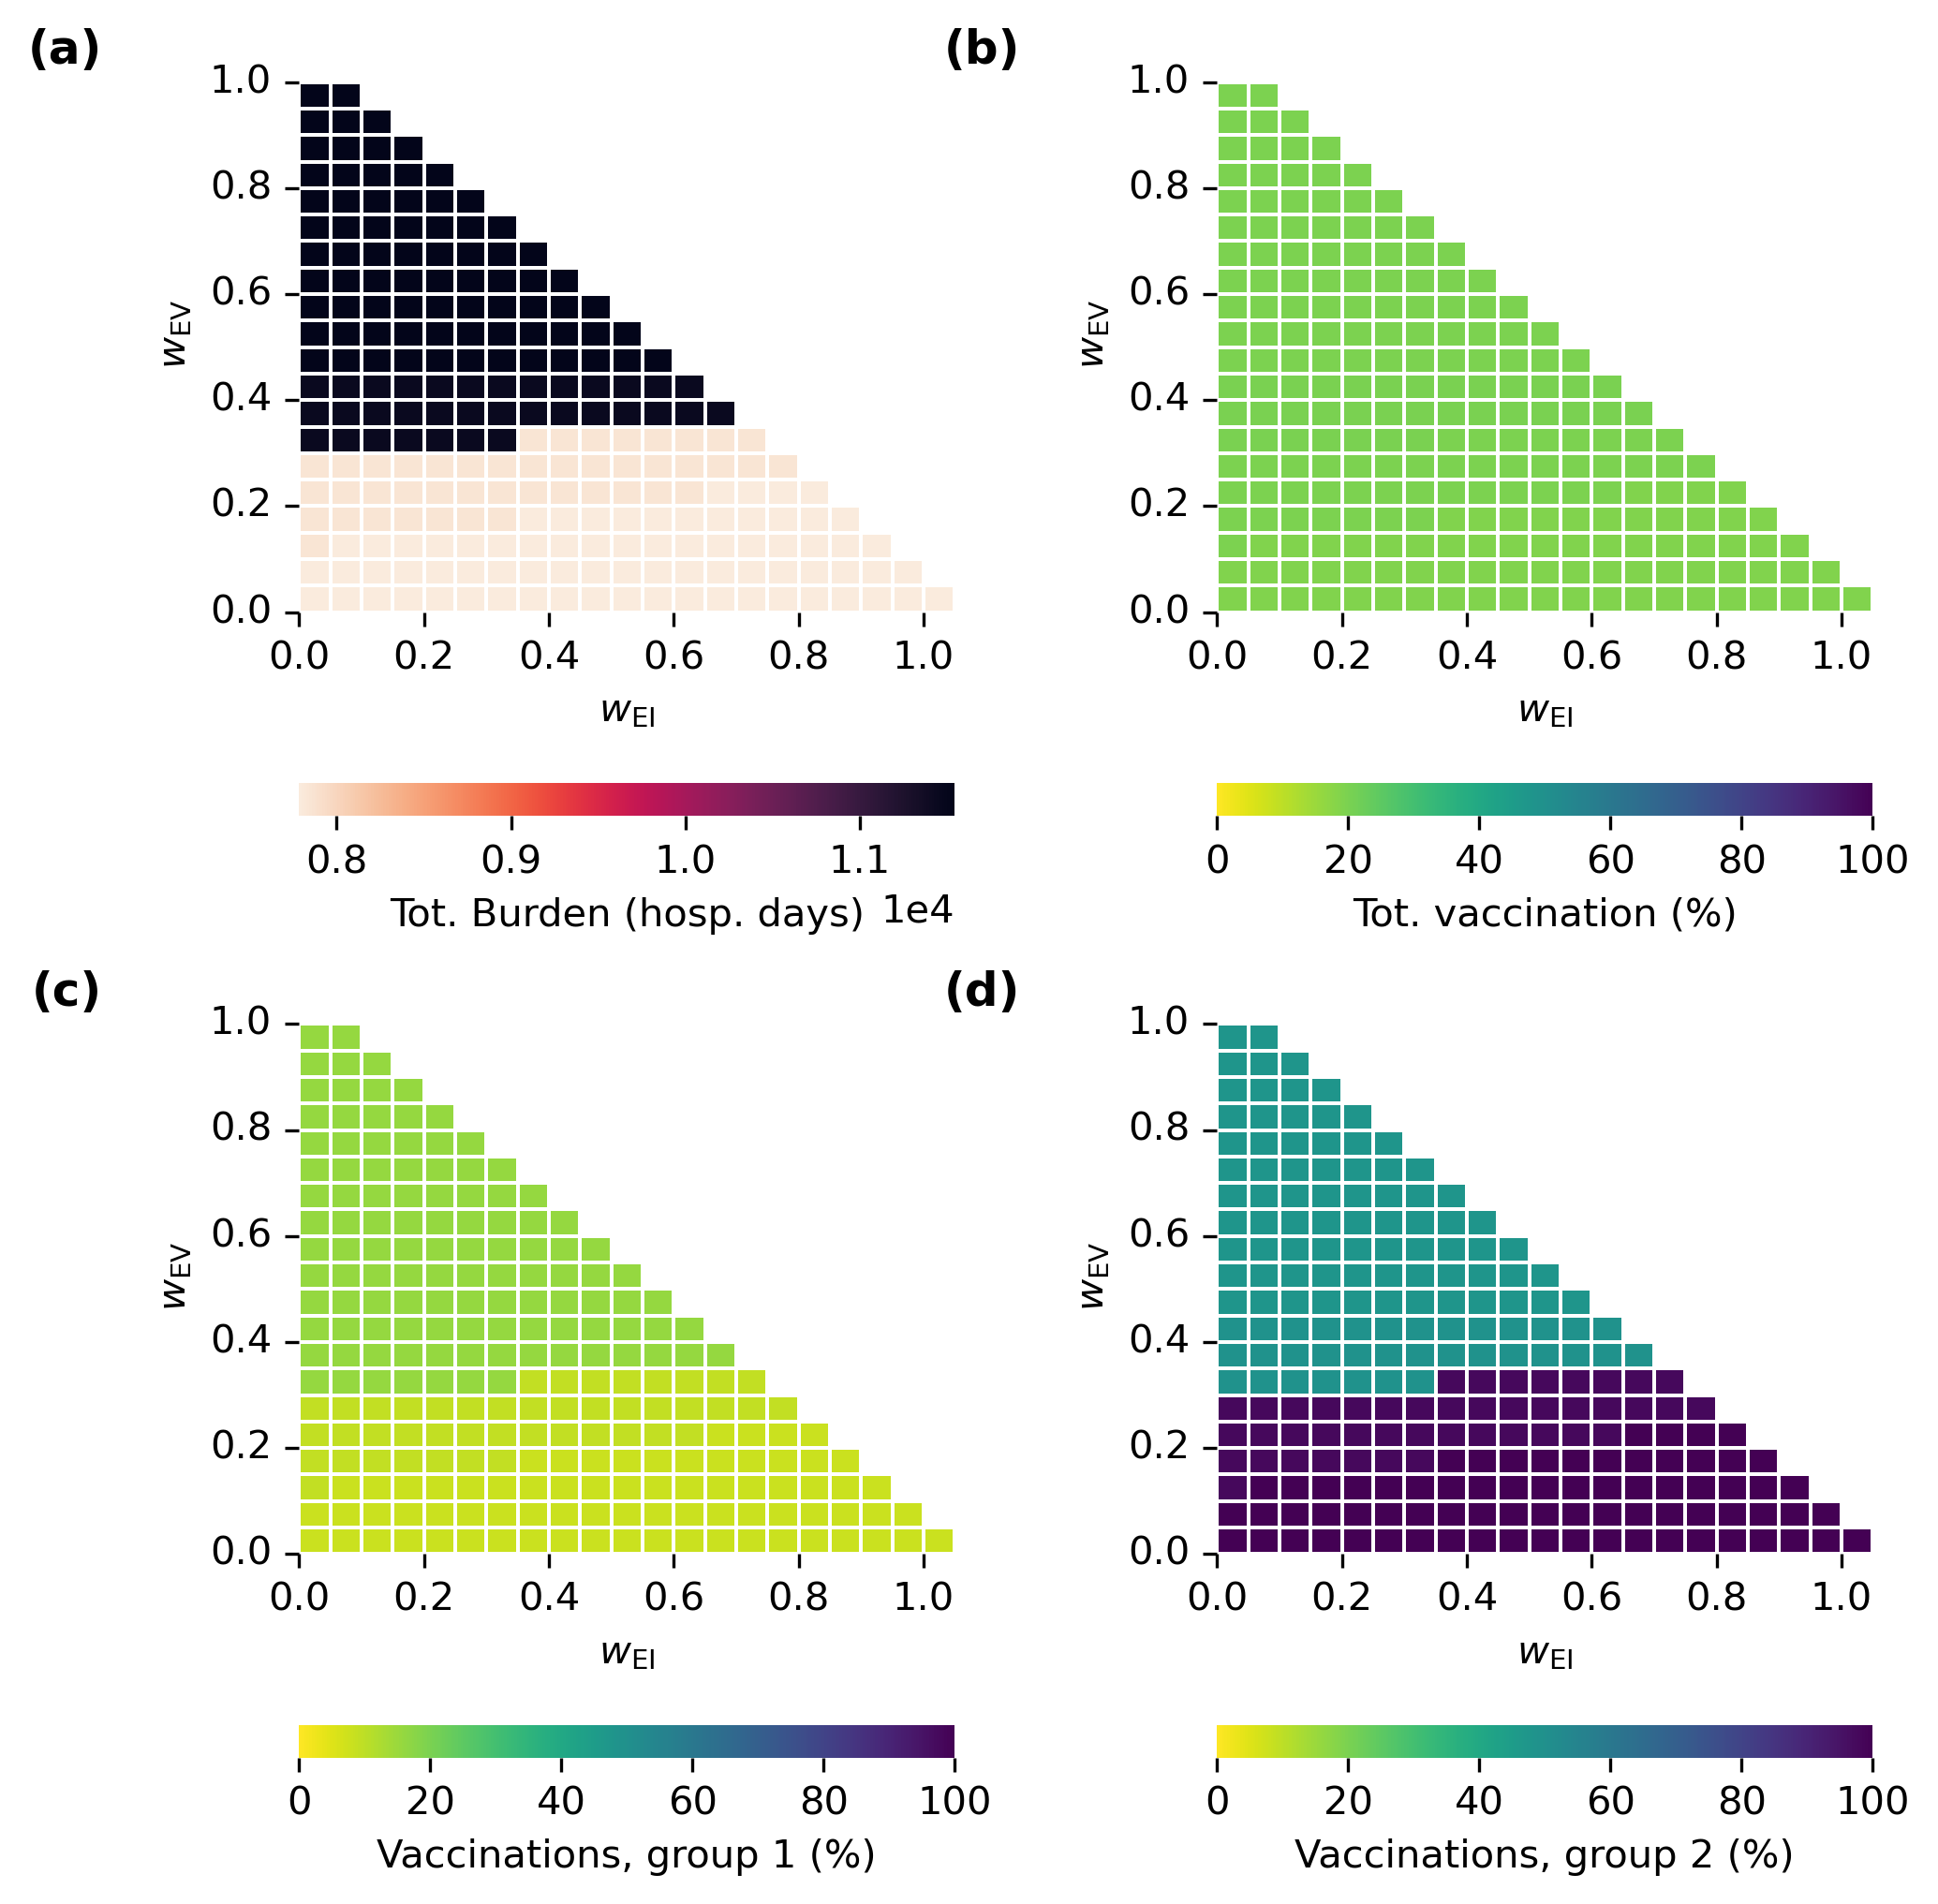 (a)
1.0
0.8
0.6
0.4
0.2
0.0
w_EV
0.0 0.2 0.4 0.6 0.8 1.0
w_EI
0.8 0.9 1.0 1.1
Tot. Burden (hosp. days) 1e4
(b)
1.0
0.8
0.6
0.4
0.2
0.0
w_EV
0.0 0.2 0.4 0.6 0.8 1.0
w_EI
0 20 40 60 80 100
Tot. vaccination (%)
(c)
1.0
0.8
0.6
0.4
0.2
0.0
w_EV
0.0 0.2 0.4 0.6 0.8 1.0
w_EI
0 20 40 60 80 100
Vaccinations, group 1 (%)
(d)
1.0
0.8
0.6
0.4
0.2
0.0
w_EV
0.0 0.2 0.4 0.6 0.8 1.0
w_EI
0 20 40 60 80 100
Vaccinations, group 2 (%)